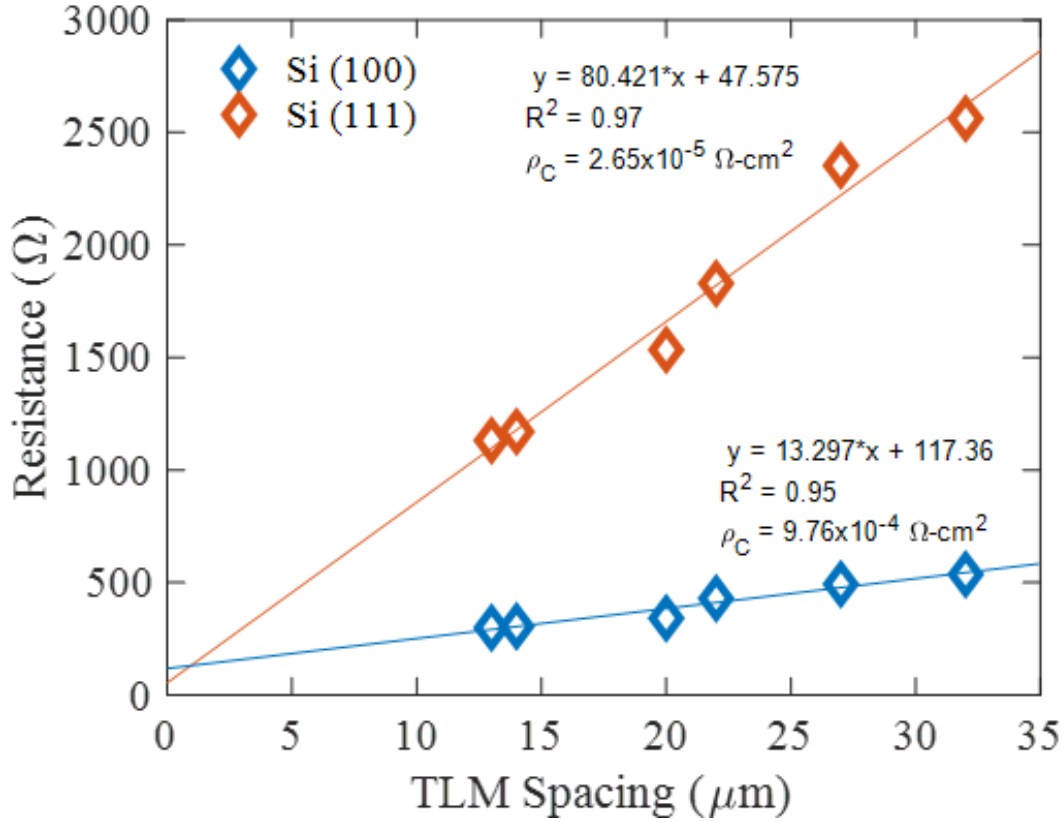 3000
2500
2000
1500
1000
500
0
Resistance (Ω)
Si (100)
Si (111)
y = 80.421*x + 47.575
R² = 0.97
ρC = 2.65x10⁻⁵ Ω-cm²
y = 13.297*x + 117.36
R² = 0.95
ρC = 9.76x10⁻⁴ Ω-cm²
0 5 10 15 20 25 30 35
TLM Spacing (μm)